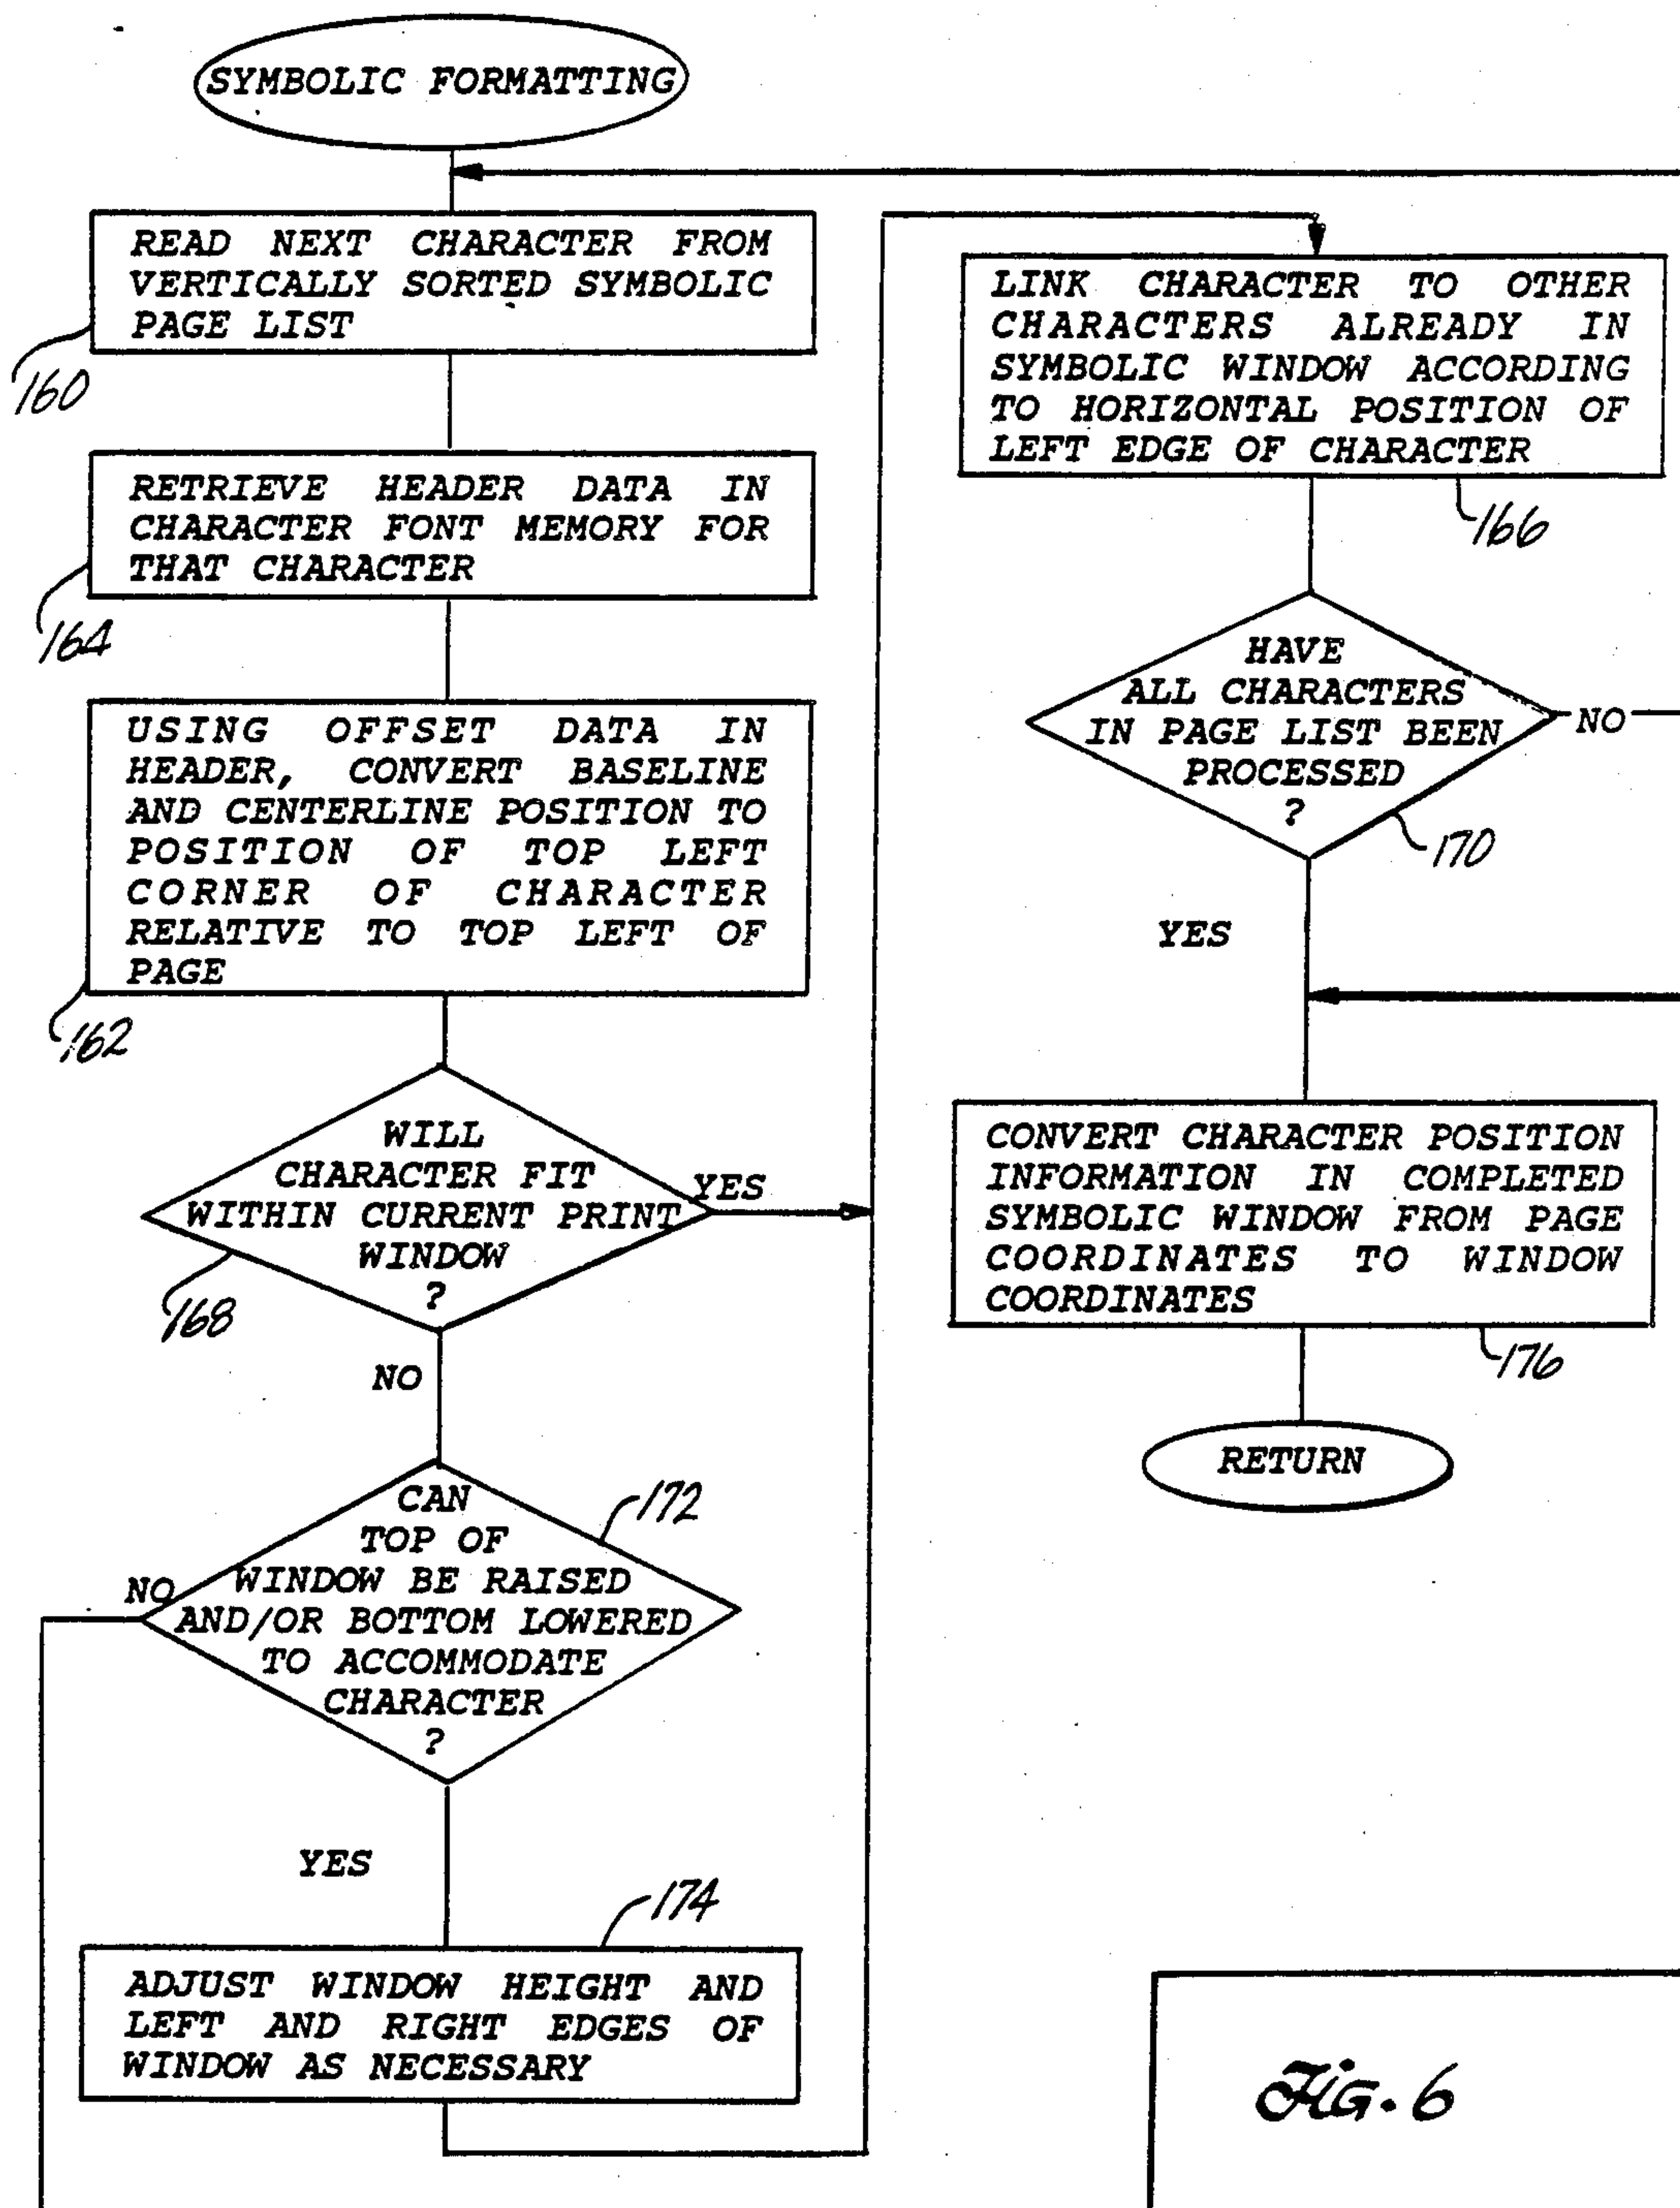 SYMBOLIC FORMATTING
READ NEXT CHARACTER FROM
VERTICALLY SORTED SYMBOLIC
PAGE LIST
160
RETRIEVE HEADER DATA IN
CHARACTER FONT MEMORY FOR
THAT CHARACTER
164
USING OFFSET DATA IN
HEADER, CONVERT BASELINE
AND CENTERLINE POSITION TO
POSITION OF TOP LEFT
CORNER OF CHARACTER
RELATIVE TO TOP LEFT OF
PAGE
162
WILL
CHARACTER FIT
WITHIN CURRENT PRINT
WINDOW
?
YES
168
NO
CAN
TOP OF
WINDOW BE RAISED
AND/OR BOTTOM LOWERED
TO ACCOMMODATE
CHARACTER
?
172
NO
YES
174
ADJUST WINDOW HEIGHT AND
LEFT AND RIGHT EDGES OF
WINDOW AS NECESSARY
LINK CHARACTER TO OTHER
CHARACTERS ALREADY IN
SYMBOLIC WINDOW ACCORDING
TO HORIZONTAL POSITION OF
LEFT EDGE OF CHARACTER
166
HAVE
ALL CHARACTERS
IN PAGE LIST BEEN
PROCESSED
?
NO
170
YES
CONVERT CHARACTER POSITION
INFORMATION IN COMPLETED
SYMBOLIC WINDOW FROM PAGE
COORDINATES TO WINDOW
COORDINATES
176
RETURN
FIG. 6